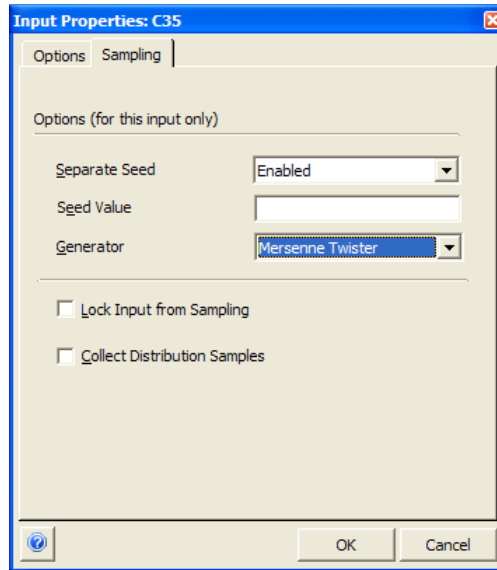 Input Properties: C35
Options Sampling
Options (for this input only)
Separate Seed Enabled
Seed Value
Generator Mersenne Twister
Lock Input from Sampling
Collect Distribution Samples
OK Cancel